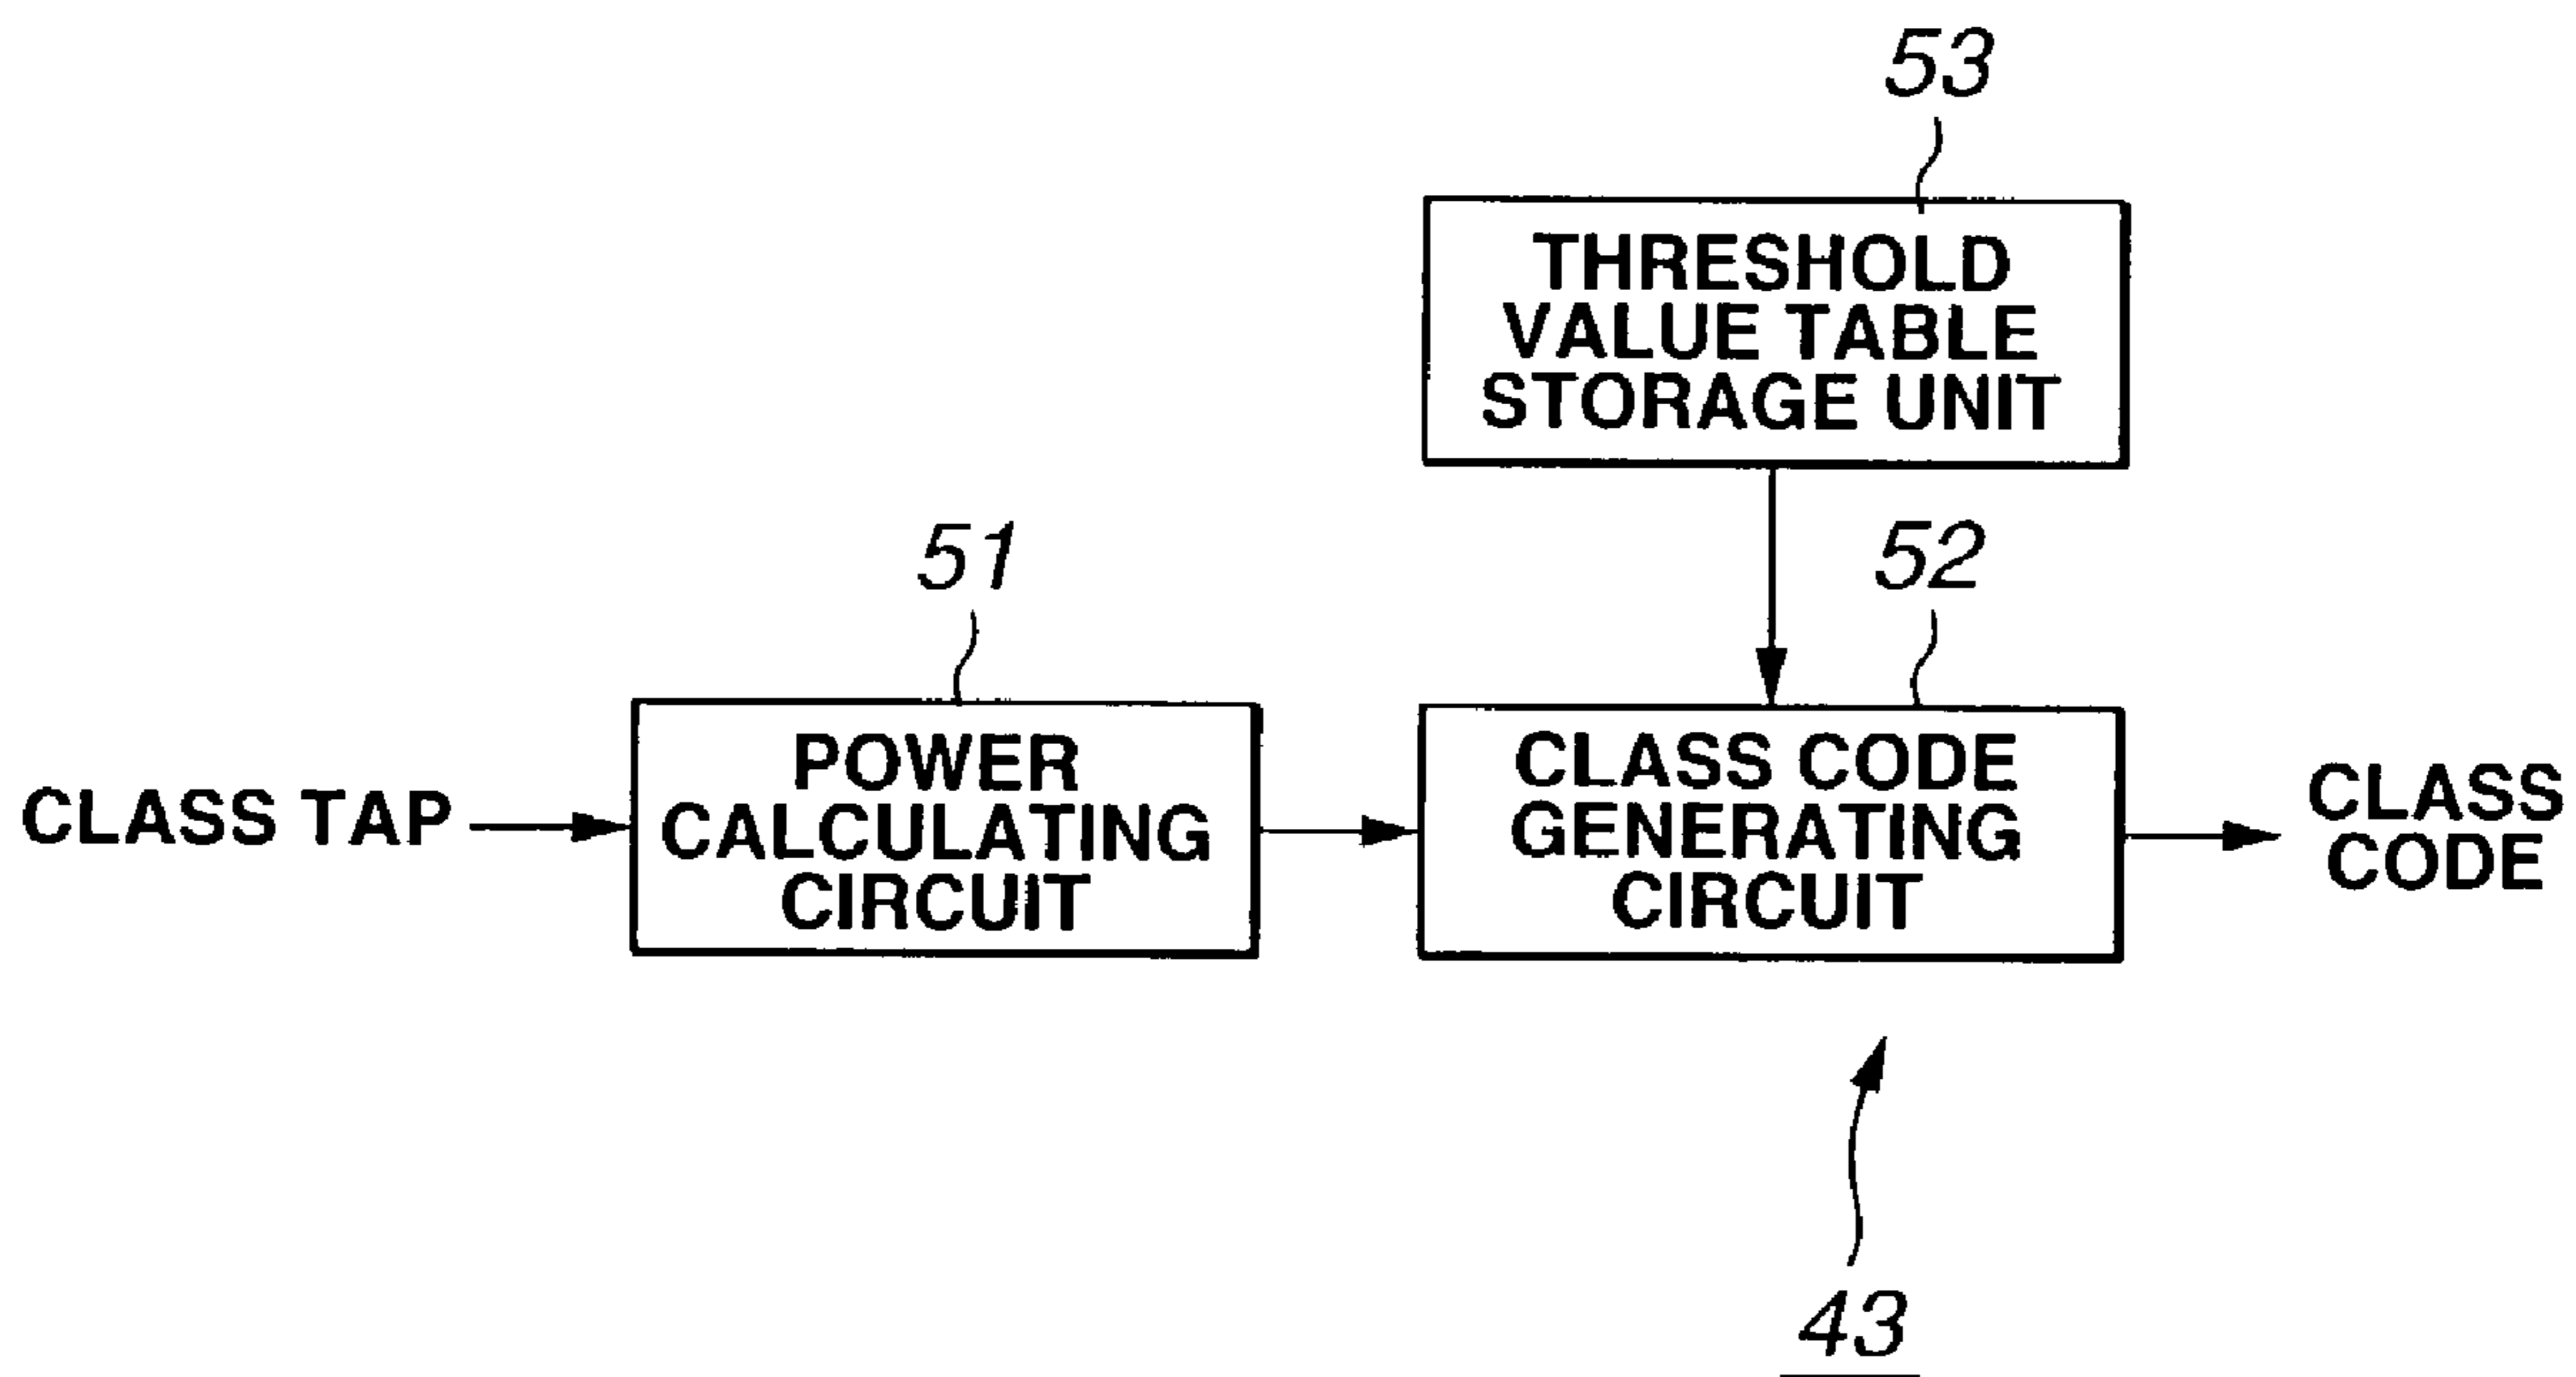 53
THRESHOLD
VALUE TABLE
STORAGE UNIT
51
52
CLASS TAP
POWER
CALCULATING
CIRCUIT
CLASS CODE
GENERATING
CIRCUIT
CLASS
CODE
43